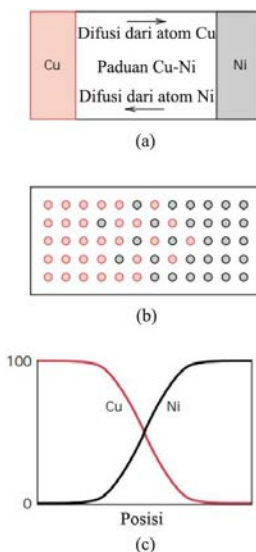 Difusi dari atom Cu
Cu
Paduan Cu-Ni
Ni
Difusi dari atom Ni
(a)
(b)
100
Cu
Ni
0
Posisi
(c)